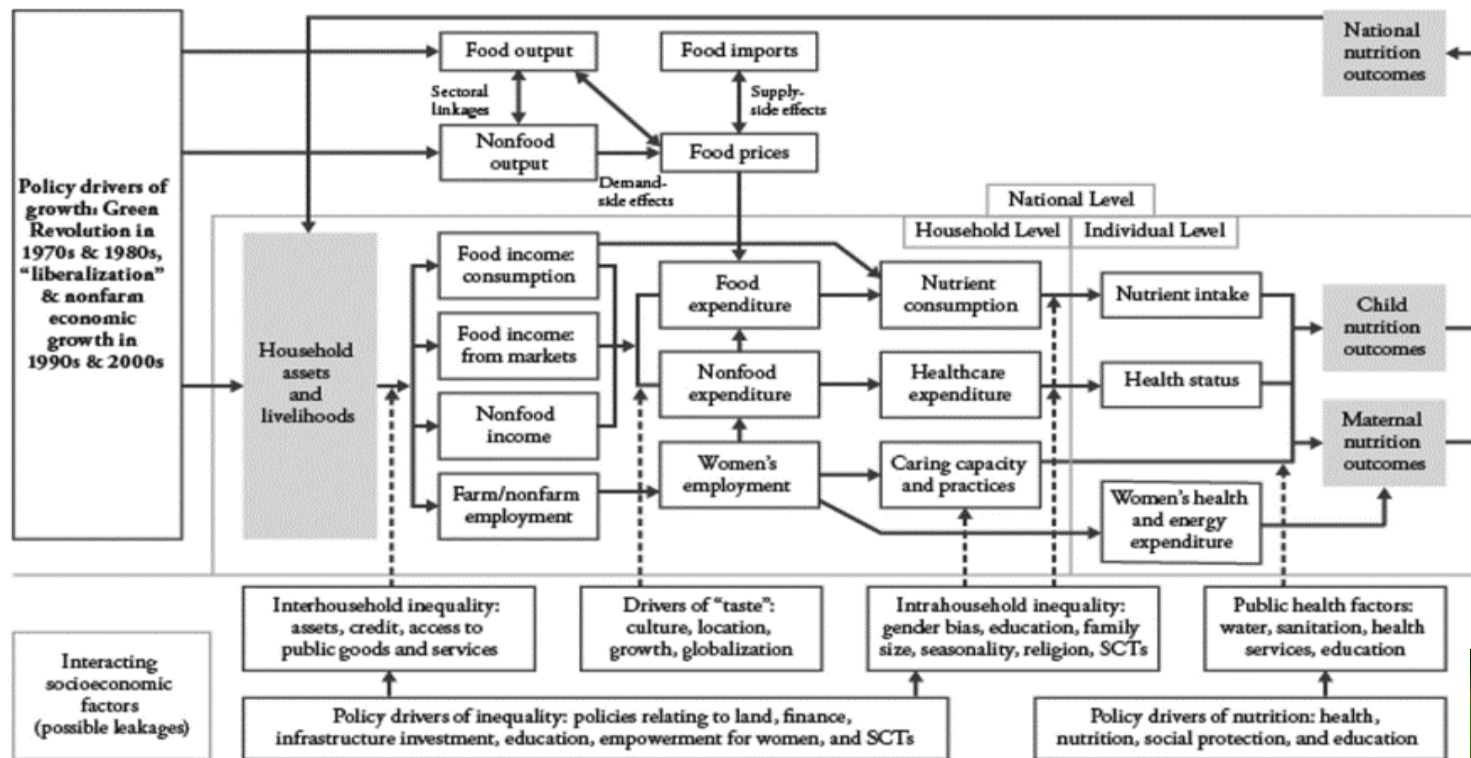 National
nutrition
outcomes
Food output
Food imports
Sectoral
linkages
Supply-
side effects
Nonfood
output
Food prices
Demand-
side effects
Policy drivers of
growth: Green
Revolution in
1970s & 1980s,
“liberalization”
& nonfarm
economic
growth in
1990s & 2000s
National Level
Household Level
Individual Level
Household
assets
and
livelihoods
Food income:
consumption
Food income:
from markets
Nonfood
income
Farm/nonfarm
employment
Food
expenditure
Nonfood
expenditure
Women’s
employment
Nutrient
consumption
Healthcare
expenditure
Caring capacity
and practices
Nutrient intake
Health status
Women’s health
and energy
expenditure
Child
nutrition
outcomes
Maternal
nutrition
outcomes
Interacting
socioeconomic
factors
(possible leakages)
Interhousehold inequality:
assets, credit, access to
public goods and services
Drivers of “taste”:
culture, location,
growth, globalization
Intrahousehold inequality:
gender bias, education, family
size, seasonality, religion, SCTs
Public health factors:
water, sanitation, health
services, education
Policy drivers of inequality: policies relating to land, finance,
infrastructure investment, education, empowerment for women, and SCTs
Policy drivers of nutrition: health,
nutrition, social protection, and education